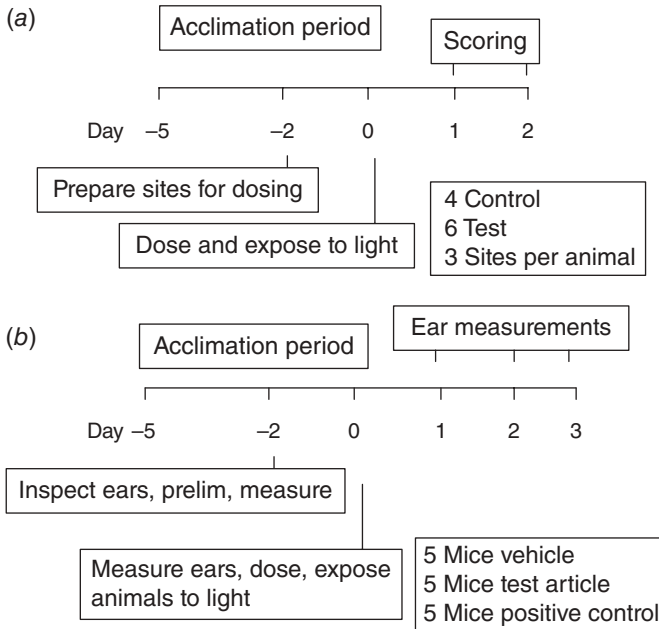 (a)
Acclimation period
Scoring
Day –5 –2 0 1 2
Prepare sites for dosing
Dose and expose to light
4 Control
6 Test
3 Sites per animal
(b)
Acclimation period
Ear measurements
Day –5 –2 0 1 2 3
Inspect ears, prelim, measure
Measure ears, dose, expose
animals to light
5 Mice vehicle
5 Mice test article
5 Mice positive control